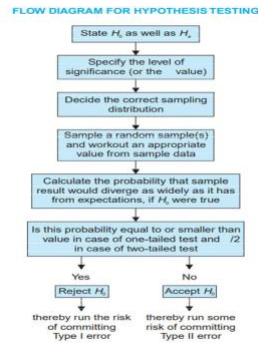 FLOW DIAGRAM FOR HYPOTHESIS TESTING
State H₀ as well as Hₐ
Specify the level of
significance (or the value)
Decide the correct sampling
distribution
Sample a random sample(s)
and workout an appropriate
value from sample data
Calculate the probability that sample
result would diverge as widely as it has
from expectations, if H₀ were true
Is this probability equal to or smaller than
value in case of one-tailed test and /2
in case of two-tailed test
Yes
No
Reject H₀
Accept H₀
thereby run the risk
of committing
Type I error
thereby run some
risk of committing
Type II error